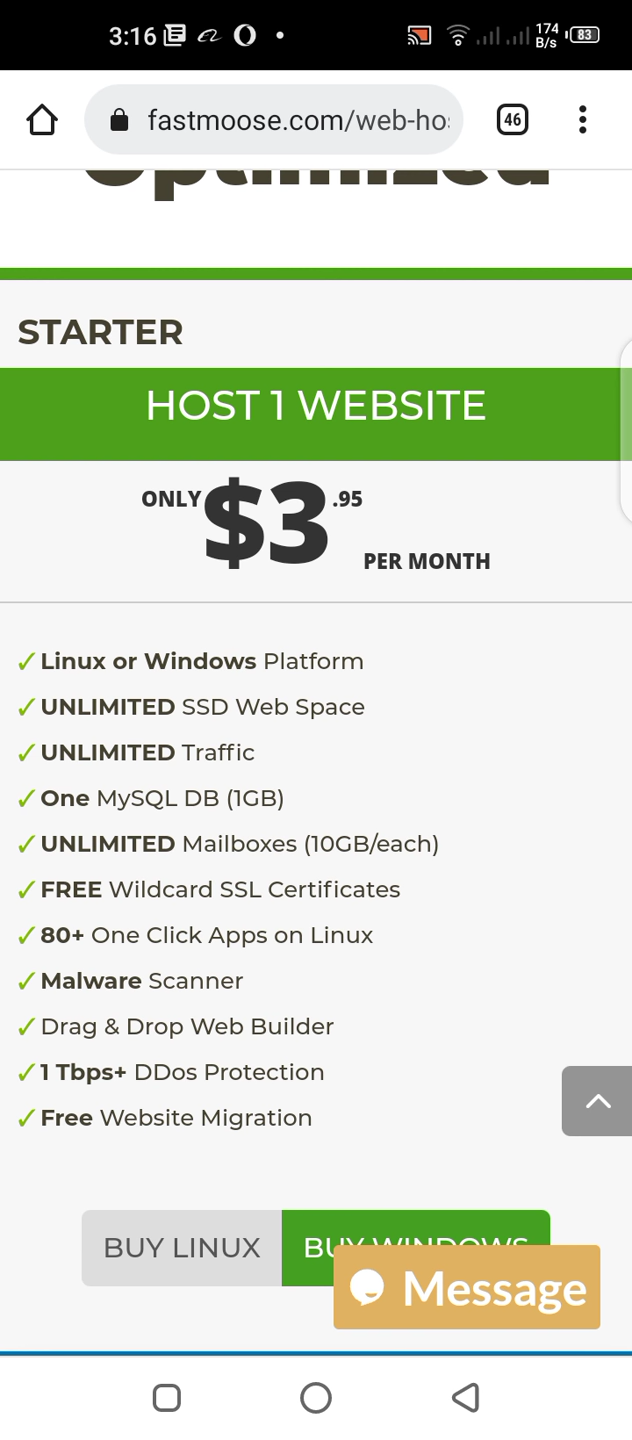 3:16
174 B/s
83
fastmoose.com/web-ho
46
Optimized
STARTER
HOST 1 WEBSITE
ONLY $3 .95 PER MONTH
✓ Linux or Windows Platform
✓ UNLIMITED SSD Web Space
✓ UNLIMITED Traffic
✓ One MySQL DB (1GB)
✓ UNLIMITED Mailboxes (10GB/each)
✓ FREE Wildcard SSL Certificates
✓ 80+ One Click Apps on Linux
✓ Malware Scanner
✓ Drag & Drop Web Builder
✓ 1 Tbps+ DDos Protection
✓ Free Website Migration
BUY LINUX
BUY WINDOWS
Message